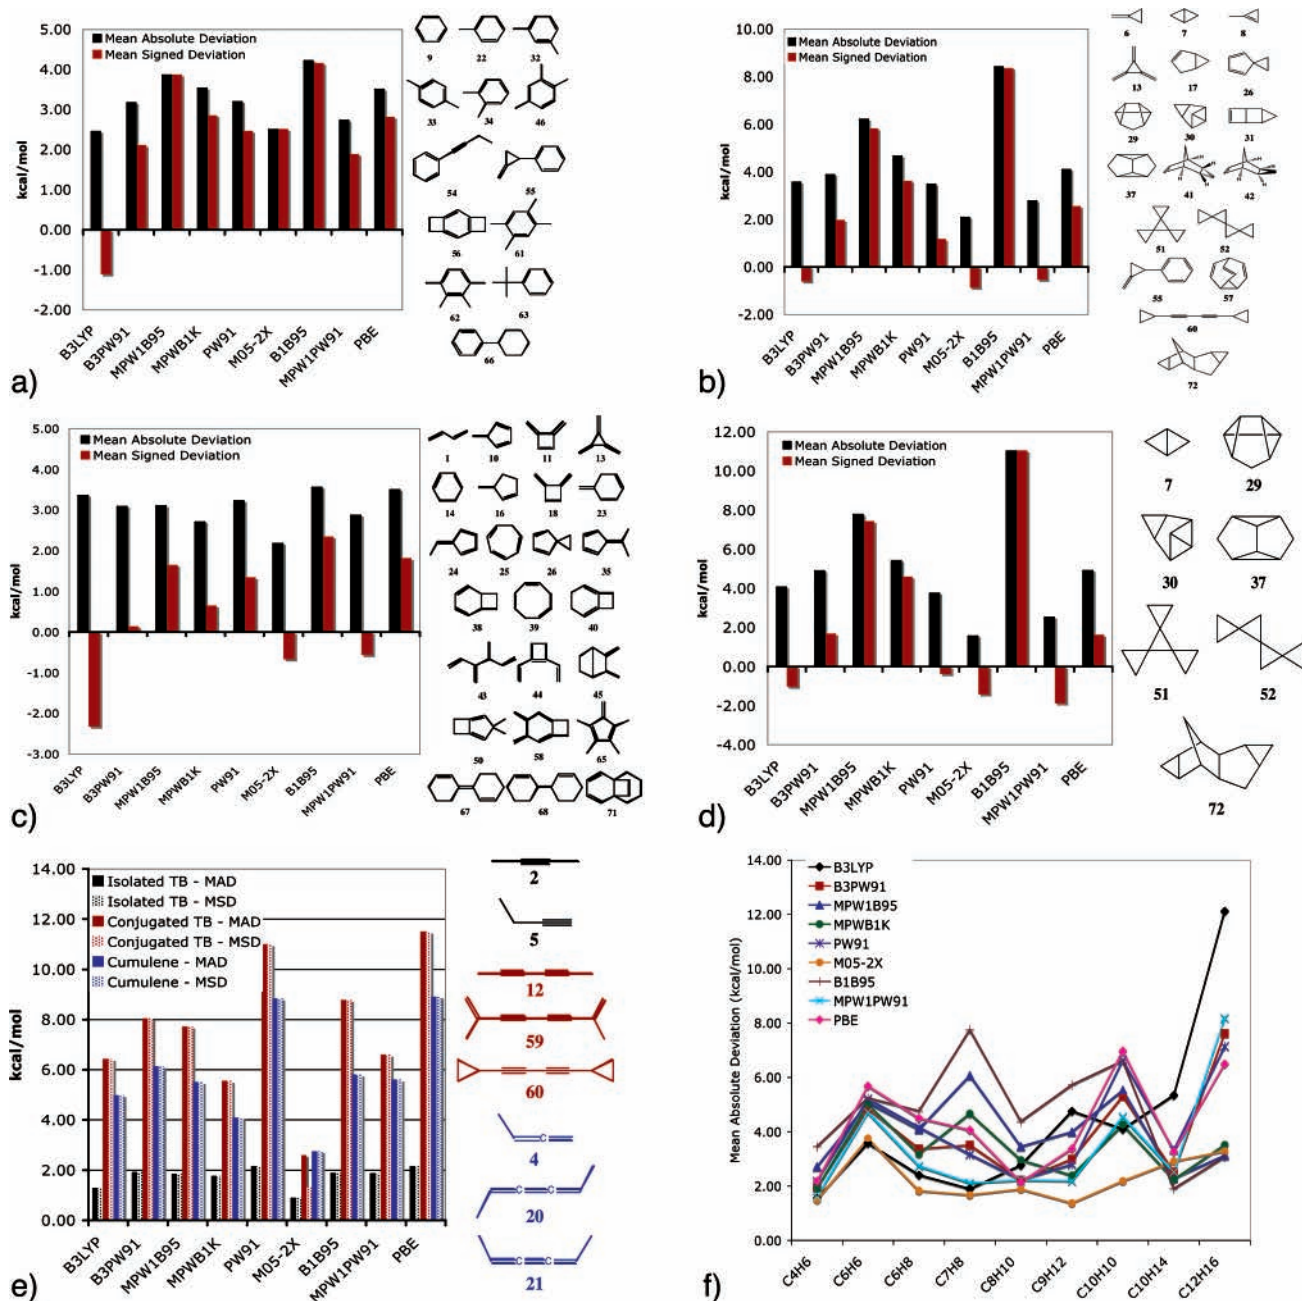 5.00
4.00
3.00
2.00
1.00
0.00
-1.00
-2.00
kcal/mol
Mean Absolute Deviation
Mean Signed Deviation
B3LYP
B3PW91
MPW1B95
MPWB1K
PW91
M05-2X
B1B95
MPW1PW91
PBE
9 22 32
33 34 46
54 55
56 61
62 63
66
a)
10.00
8.00
6.00
4.00
2.00
0.00
-2.00
kcal/mol
Mean Absolute Deviation
Mean Signed Deviation
B3LYP
B3PW91
MPW1B95
MPWB1K
PW91
M05-2X
B1B95
MPW1PW91
PBE
6 7 8
13 17 26
29 30 31
37 41 42
H H H H
H H H H
51 52
55 57
60
72
b)
5.00
4.00
3.00
2.00
1.00
0.00
-1.00
-2.00
-3.00
kcal/mol
Mean Absolute Deviation
Mean Signed Deviation
B3LYP
B3PW91
MPW1B95
MPWB1K
PW91
M05-2X
B1B95
MPW1PW91
PBE
1 10 11 13
14 16 18 23
24 25 26 35
38 39 40
43 44 45
50 58 65
67 68 71
c)
12.00
10.00
8.00
6.00
4.00
2.00
0.00
-2.00
-4.00
kcal/mol
Mean Absolute Deviation
Mean Signed Deviation
B3LYP
B3PW91
MPW1B95
MPWB1K
PW91
M05-2X
B1B95
MPW1PW91
PBE
7 29
30 37
51 52
72
d)
14.00
12.00
10.00
8.00
6.00
4.00
2.00
0.00
kcal/mol
Isolated TB - MAD
Isolated TB - MSD
Conjugated TB - MAD
Conjugated TB - MSD
Cumulene - MAD
Cumulene - MSD
B3LYP
B3PW91
MPW1B95
MPWB1K
PW91
M05-2X
B1B95
MPW1PW91
PBE
2
5
12
59
60
C
4
C C
20
C C
21
e)
14.00
12.00
10.00
8.00
6.00
4.00
2.00
0.00
Mean Absolute Deviation (kcal/mol)
B3LYP
B3PW91
MPW1B95
MPWB1K
PW91
M05-2X
B1B95
MPW1PW91
PBE
C4H6
C6H6
C6H8
C7H8
C8H10
C9H12
C10H10
C10H14
C12H16
f)